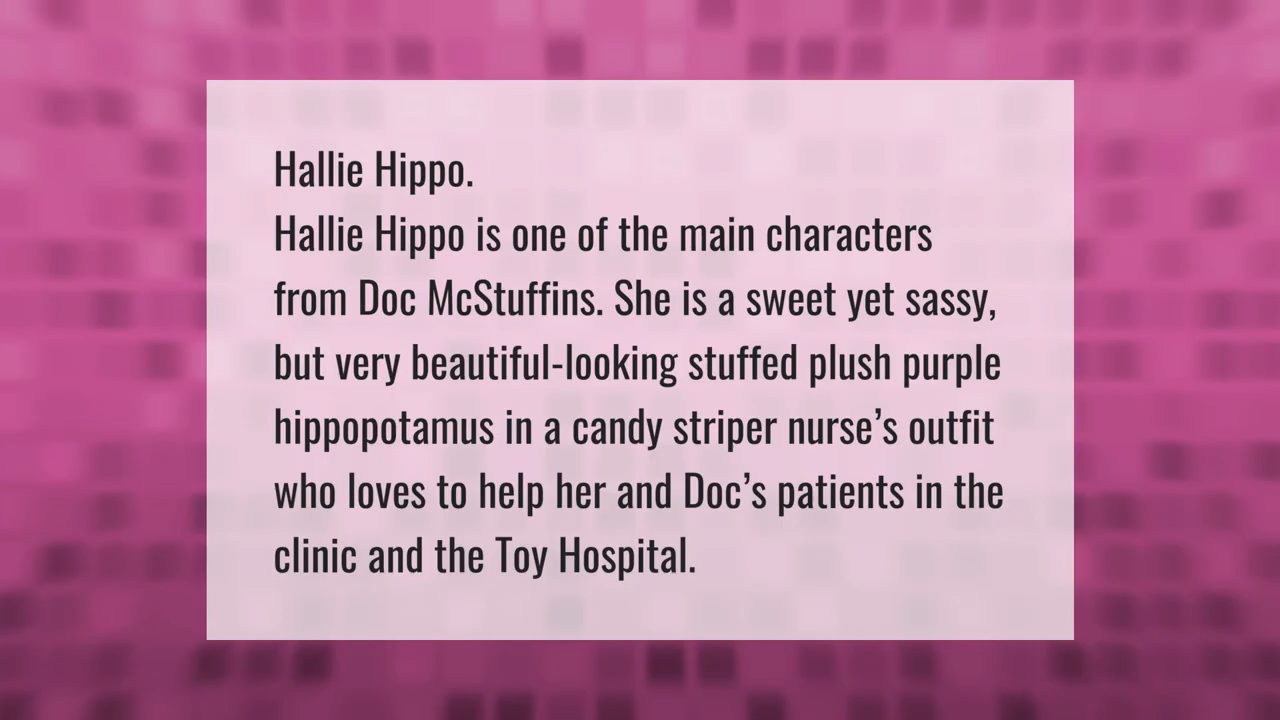 Hallie Hippo.
Hallie Hippo is one of the main characters
from Doc McStuffins. She is a sweet yet sassy,
but very beautiful-looking stuffed plush purple
hippopotamus in a candy striper nurse’s outfit
who loves to help her and Doc’s patients in the
clinic and the Toy Hospital.